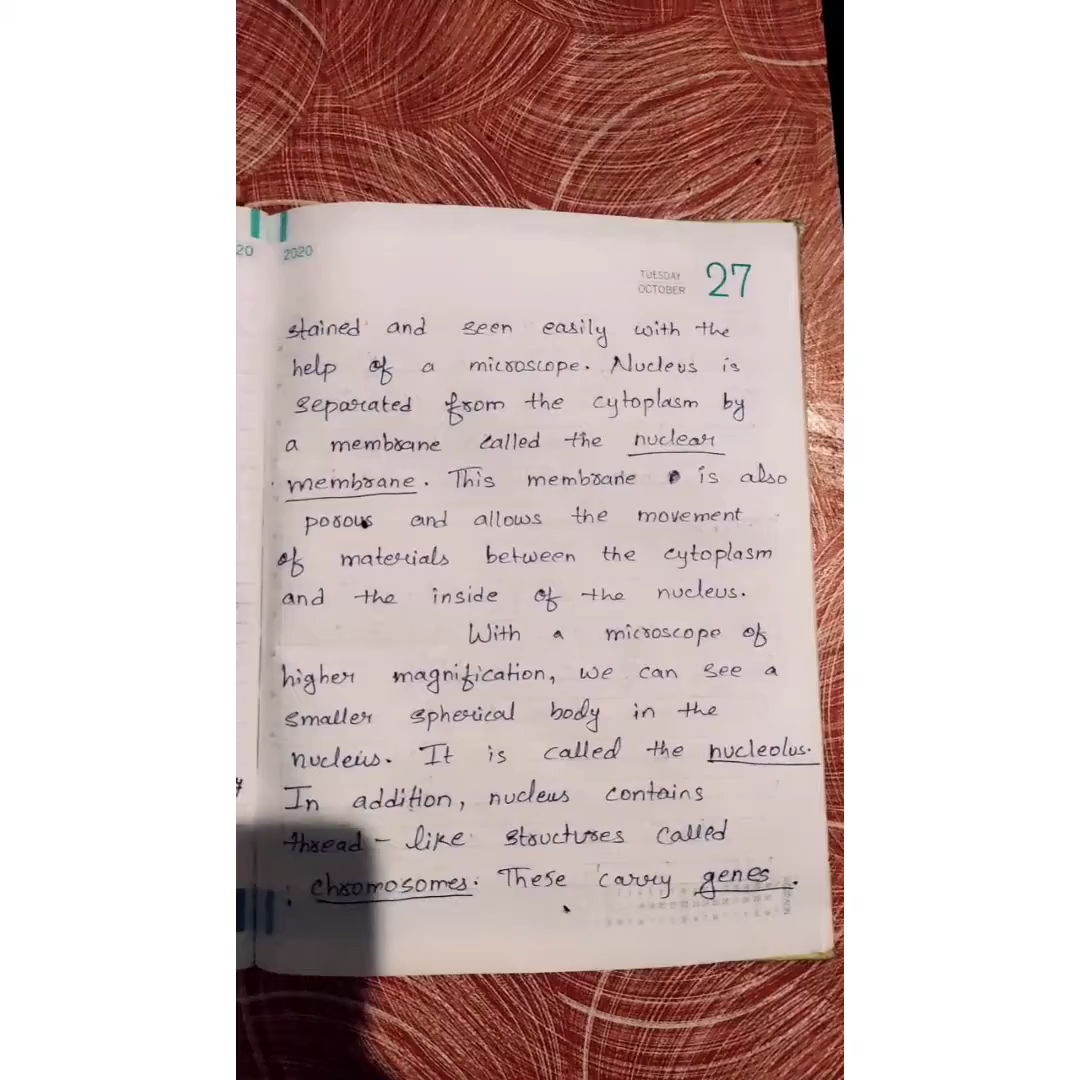 20
2020
TUESDAY
OCTOBER
27
stained and seen easily with the
help of a microscope. Nucleus is
separated from the cytoplasm by
a membrane called the nuclear
membrane. This membrane is also
porous and allows the movement
of materials between the cytoplasm
and the inside of the nucleus.
With a microscope of
higher magnification, we can see a
smaller spherical body in the
nucleus. It is called the nucleolus.
In addition, nucleus contains
thread - like structures called
chromosomes. These carry genes.